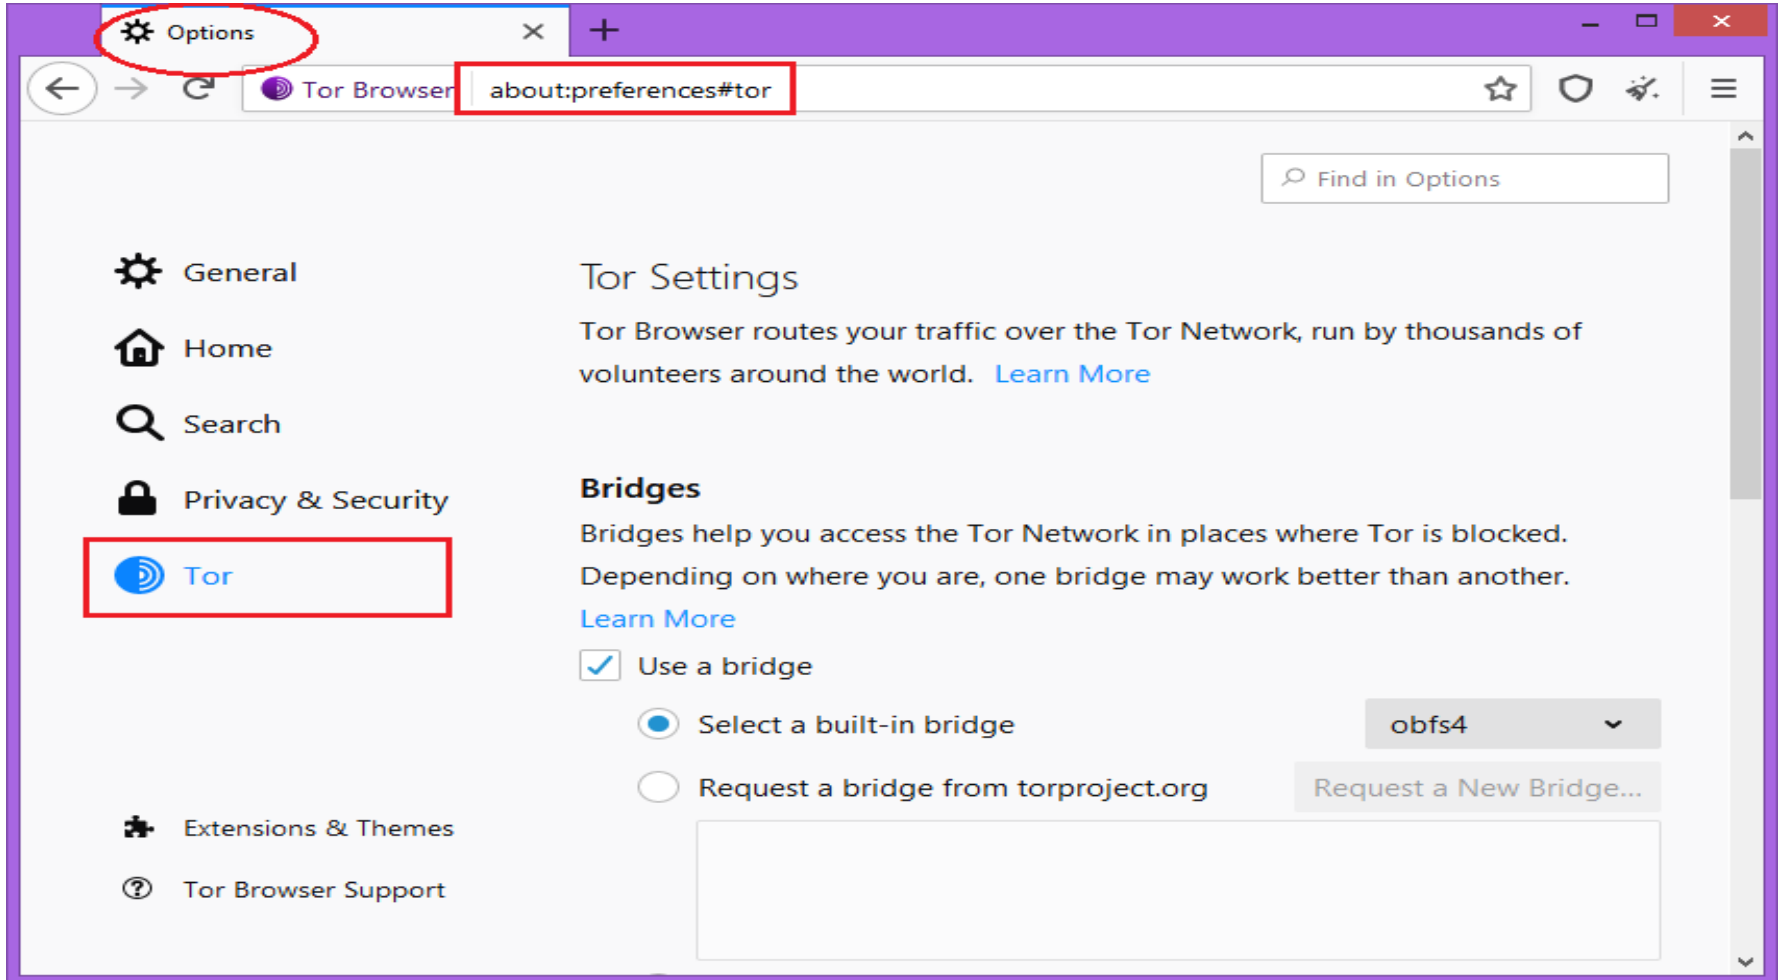 Options
Tor Browser about:preferences#tor
Find in Options
General
Home
Search
Privacy & Security
Tor
Extensions & Themes
Tor Browser Support
Tor Settings
Tor Browser routes your traffic over the Tor Network, run by thousands of
volunteers around the world. Learn More
Bridges
Bridges help you access the Tor Network in places where Tor is blocked.
Depending on where you are, one bridge may work better than another.
Learn More
Use a bridge
Select a built-in bridge obfs4
Request a bridge from torproject.org Request a New Bridge...